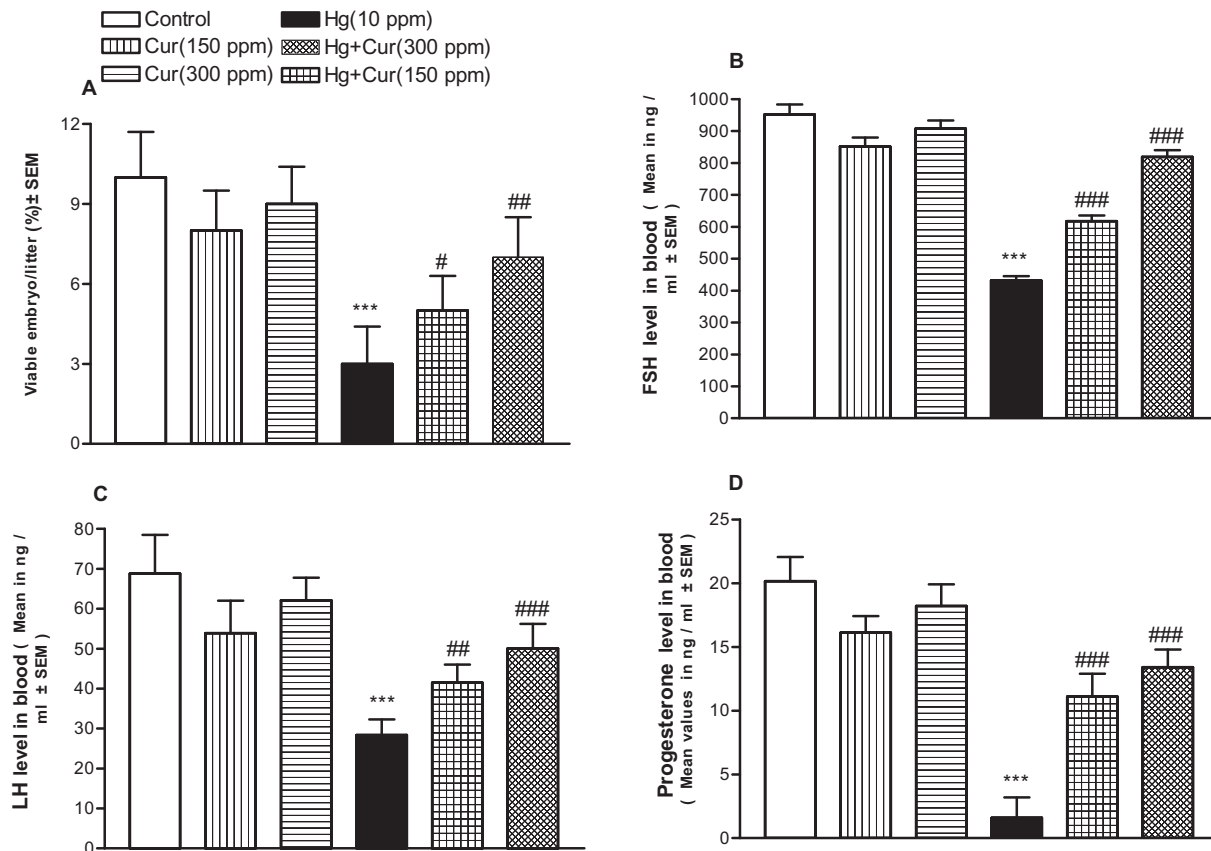 Control
Hg(10 ppm)
Cur(150 ppm)
Hg+Cur(300 ppm)
Cur(300 ppm)
Hg+Cur(150 ppm)
A
Viable embryo/litter (%)± SEM
12
9
6
3
0
***
#
##
B
FSH level in blood ( Mean in ng /
ml ± SEM)
1000
900
800
700
600
500
400
300
200
100
0
***
###
###
C
LH level in blood ( Mean in ng /
ml ± SEM)
80
70
60
50
40
30
20
10
0
***
##
###
D
Progesterone level in blood
( Mean values in ng / ml ± SEM)
25
20
15
10
5
0
***
###
###